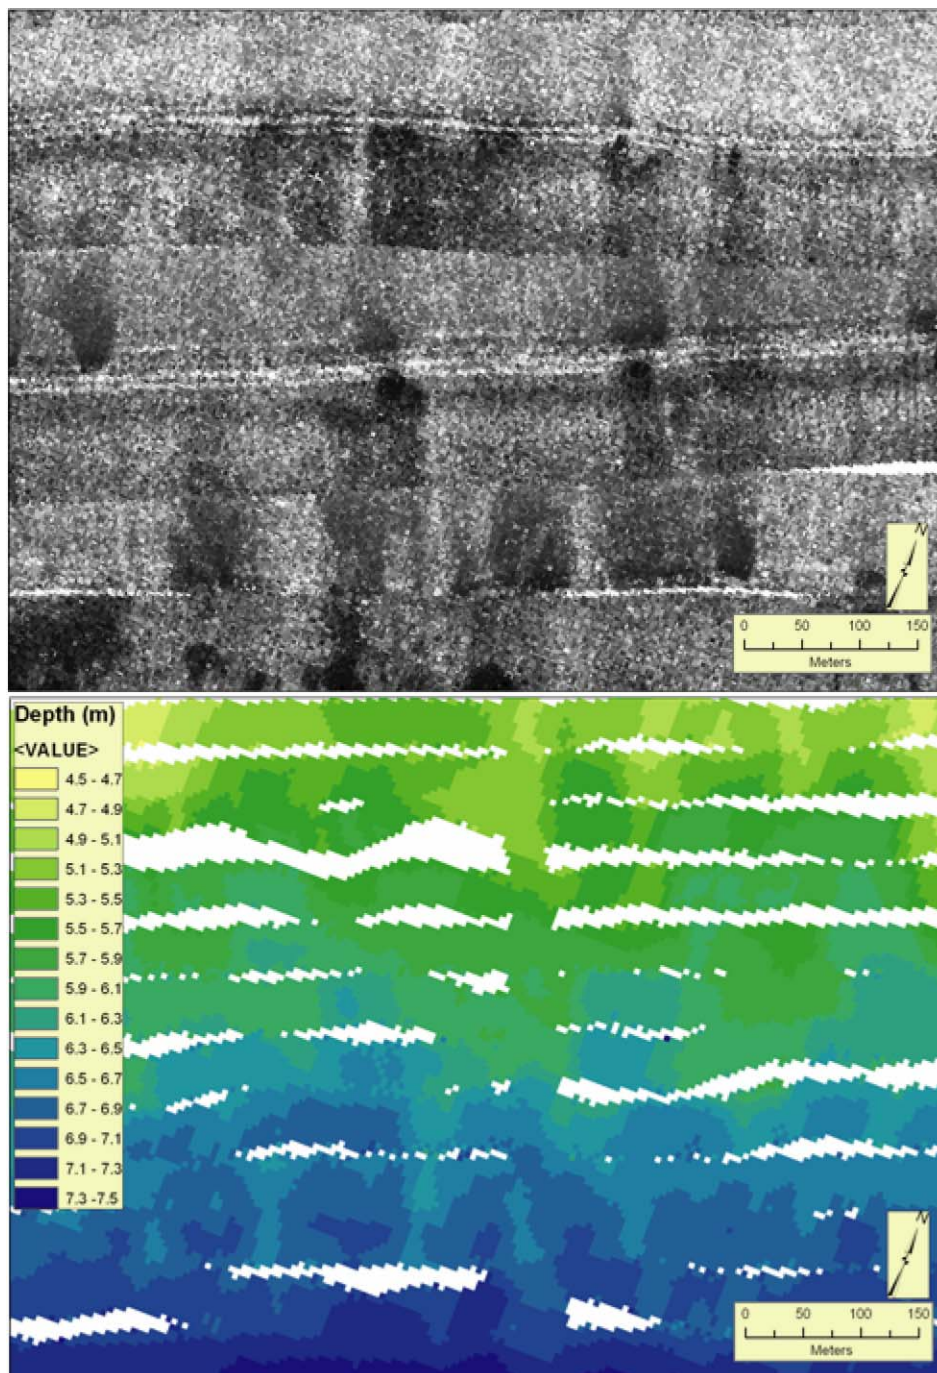 N
0 50 100 150
Meters
Depth (m)
<VALUE>
4.5 - 4.7
4.7 - 4.9
4.9 - 5.1
5.1 - 5.3
5.3 - 5.5
5.5 - 5.7
5.7 - 5.9
5.9 - 6.1
6.1 - 6.3
6.3 - 6.5
6.5 - 6.7
6.7 - 6.9
6.9 - 7.1
7.1 - 7.3
7.3 -7.5
N
0 50 100 150
Meters